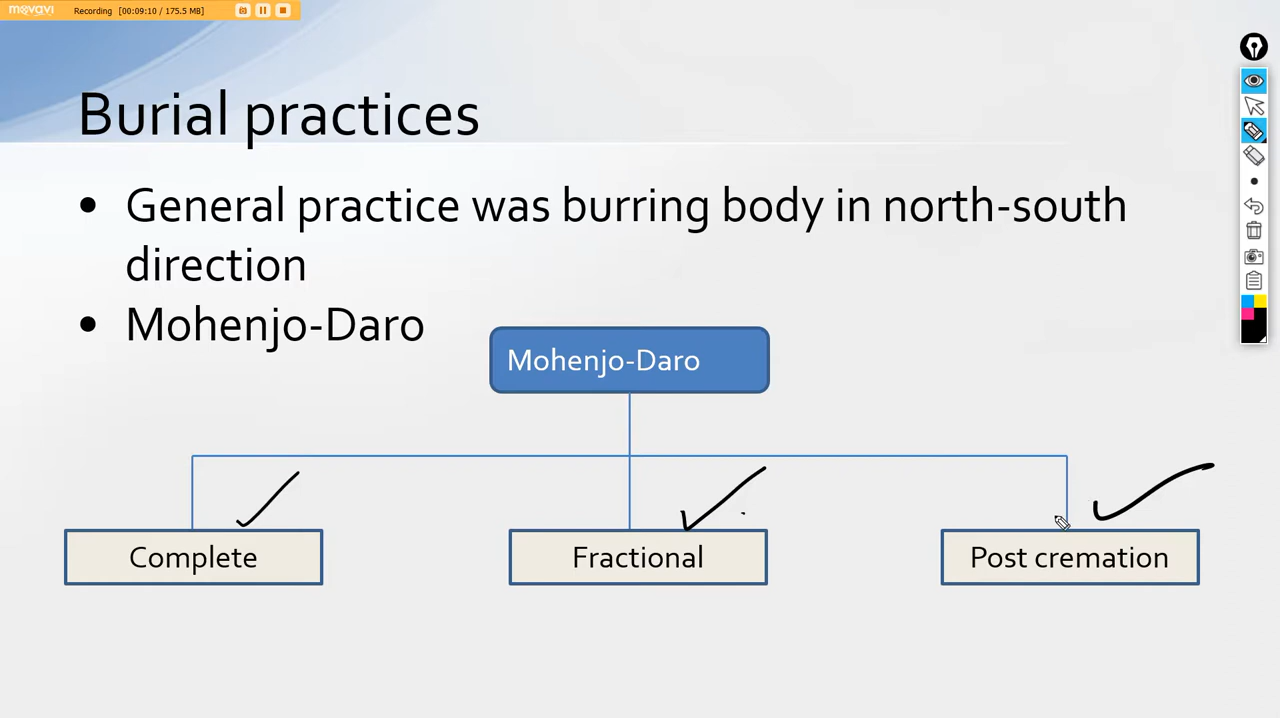 movavi
Recording [00:09:10 / 175.5 MB]
Burial practices
• General practice was burring body in north-south
direction
• Mohenjo-Daro
Mohenjo-Daro
Complete
Fractional
Post cremation